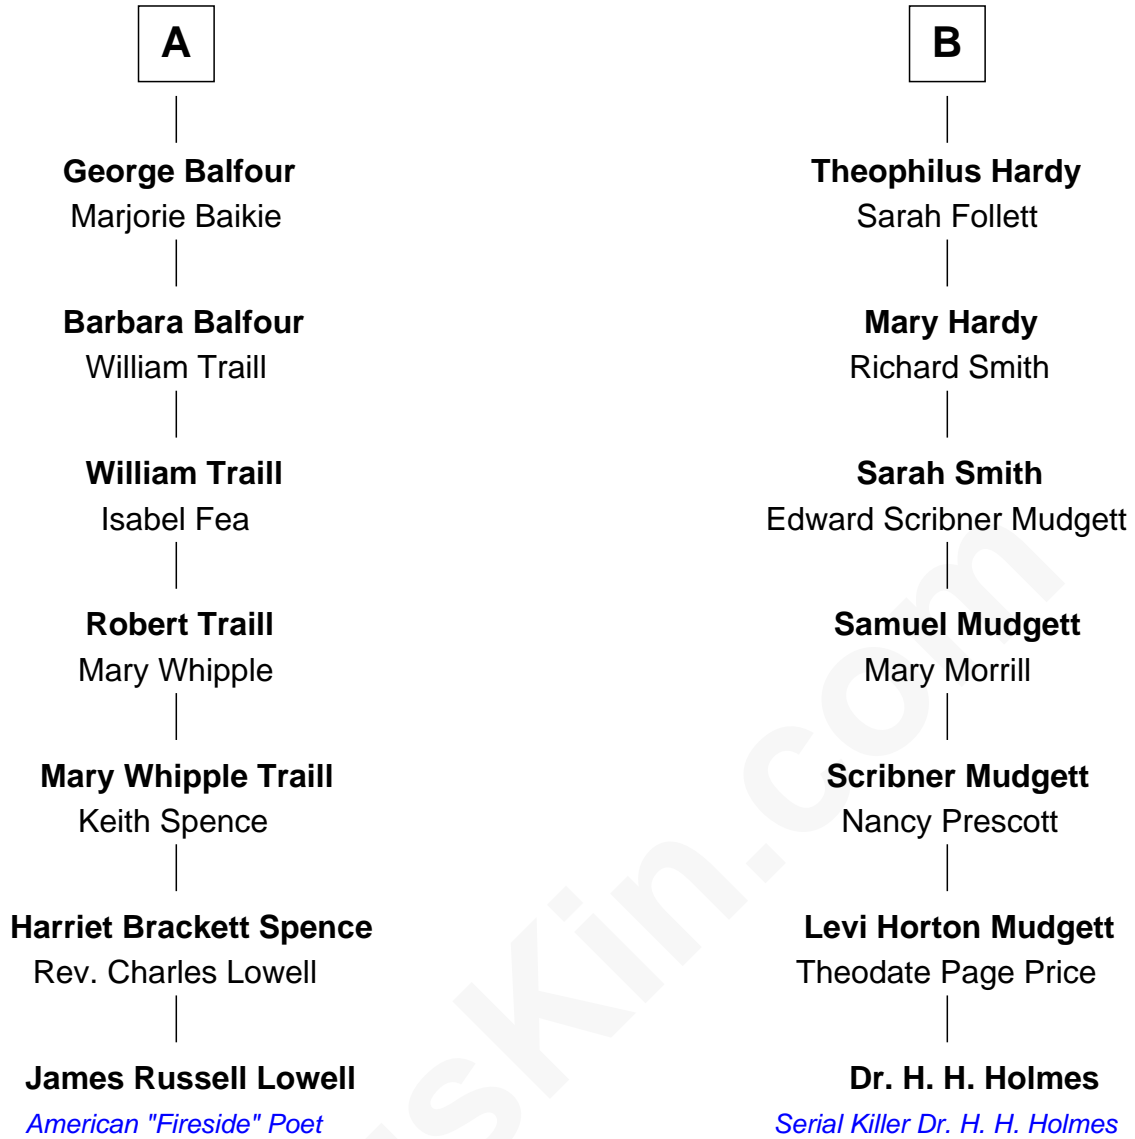 A
George Balfour
Marjorie Baikie
Barbara Balfour
William Traill
William Traill
Isabel Fea
Robert Traill
Mary Whipple
Mary Whipple Traill
Keith Spence
Harriet Brackett Spence
Rev. Charles Lowell
James Russell Lowell
American "Fireside" Poet
B
Theophilus Hardy
Sarah Follett
Mary Hardy
Richard Smith
Sarah Smith
Edward Scribner Mudgett
Samuel Mudgett
Mary Morrill
Scribner Mudgett
Nancy Prescott
Levi Horton Mudgett
Theodate Page Price
Dr. H. H. Holmes
Serial Killer Dr. H. H. Holmes